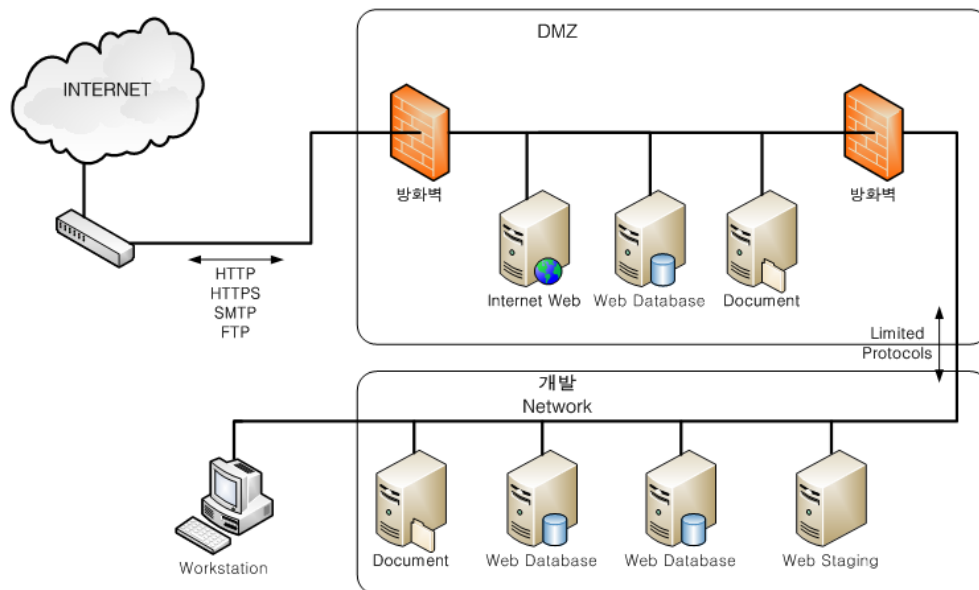 DMZ
INTERNET
방화벽
방화벽
Internet Web
Web Database
Document
HTTP
HTTPS
SMTP
FTP
Limited
Protocols
개발
Network
Document
Web Database
Web Database
Web Staging
Workstation